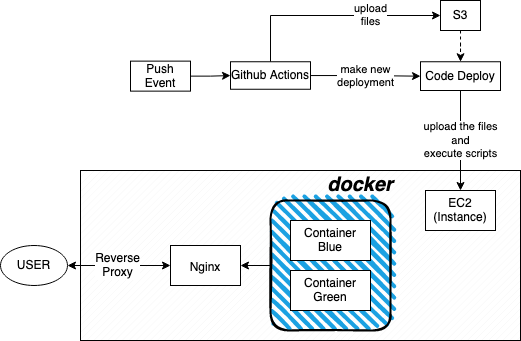 upload
files
S3
Push
Event
Github Actions
make new
deployment
Code Deploy
upload the files
and
execute scripts
docker
EC2
(Instance)
Container
Blue
USER
Reverse
Proxy
Nginx
Container
Green